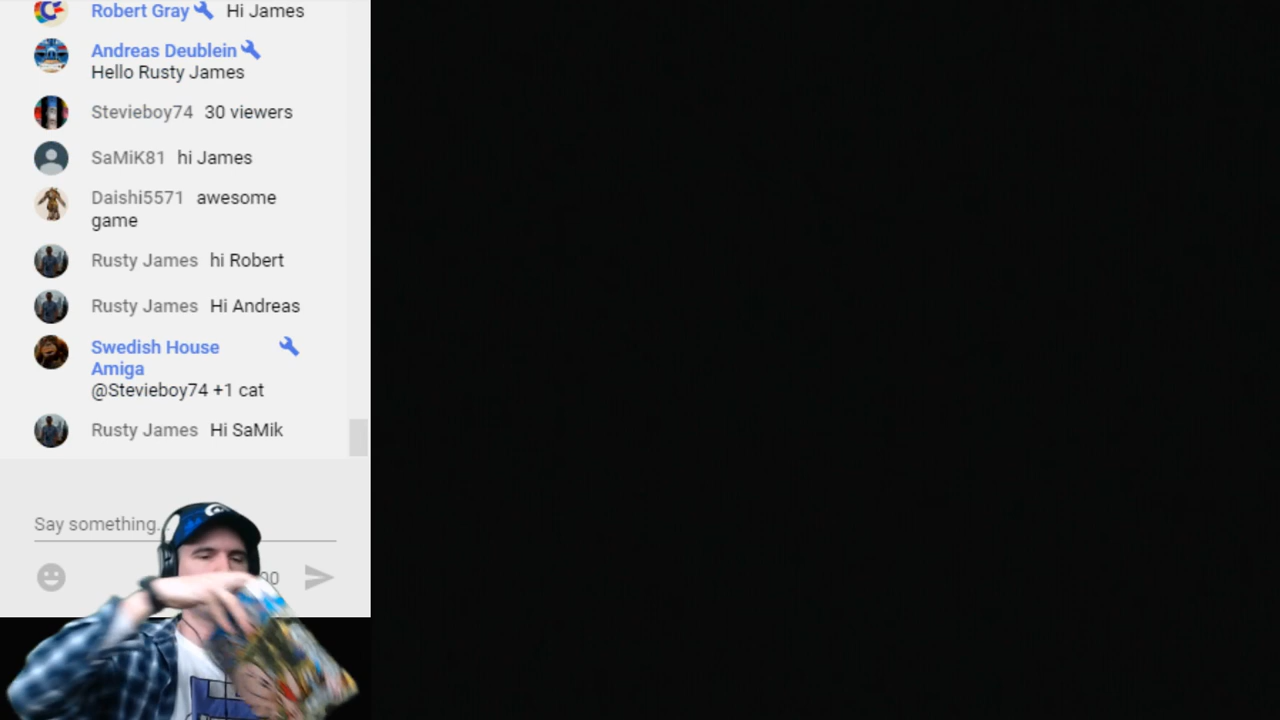 Robert Gray Hi James
Andreas Deublein
Hello Rusty James
Stevieboy74 30 viewers
SaMiK81 hi James
Daishi5571 awesome
game
Rusty James hi Robert
Rusty James Hi Andreas
Swedish House
Amiga
@Stevieboy74 +1 cat
Rusty James Hi SaMik
Say something...